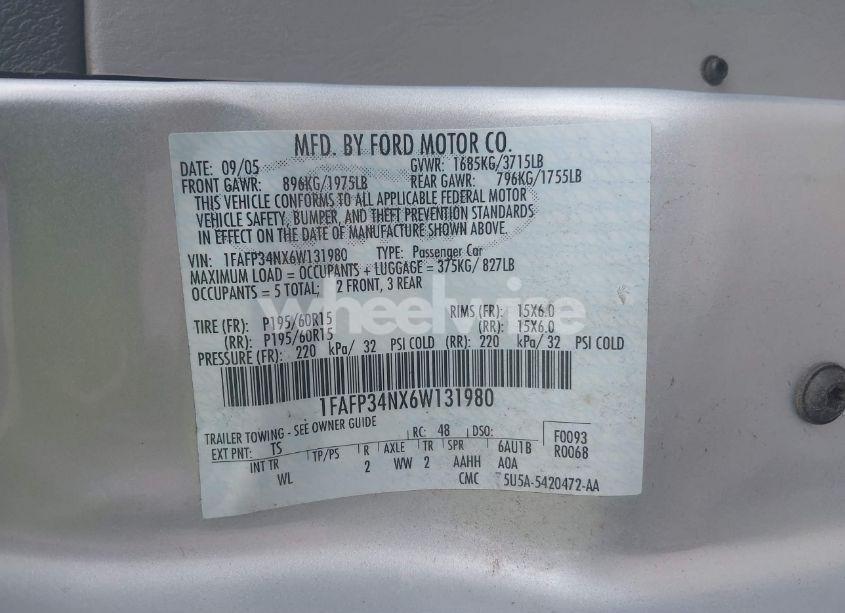 MFD. BY FORD MOTOR CO.
DATE: 09/05 GVWR: 1685KG/3715LB
FRONT GAWR: 896KG/1975LB REAR GAWR: 796KG/1755LB
THIS VEHICLE CONFORMS TO ALL APPLICABLE FEDERAL MOTOR
VEHICLE SAFETY, BUMPER, AND THEFT PREVENTION STANDARDS
IN EFFECT ON THE DATE OF MANUFACTURE SHOWN ABOVE.
VIN: 1FAFP34NX6W131980 TYPE: Passenger Car
MAXIMUM LOAD = OCCUPANTS + LUGGAGE = 375KG/ 827LB
OCCUPANTS = 5 TOTAL; 2 FRONT, 3 REAR
wheelwire
TIRE (FR): P195/60R15 RIMS (FR): 15X6.0
(RR): P195/60R15 (RR): 15X6.0
PRESSURE (FR): 220 kPa/ 32 PSI COLD (RR): 220 kPa/ 32 PSI COLD
1FAFP34NX6W131980
TRAILER TOWING - SEE OWNER GUIDE RC: 48 DSO: F0093
EXT PNT: TS TP/PS R AXLE TR SPR 6AU1B R0068
INT TR 2 WW 2 AAHH AOA
WL CMC 5U5A-5420472-AA